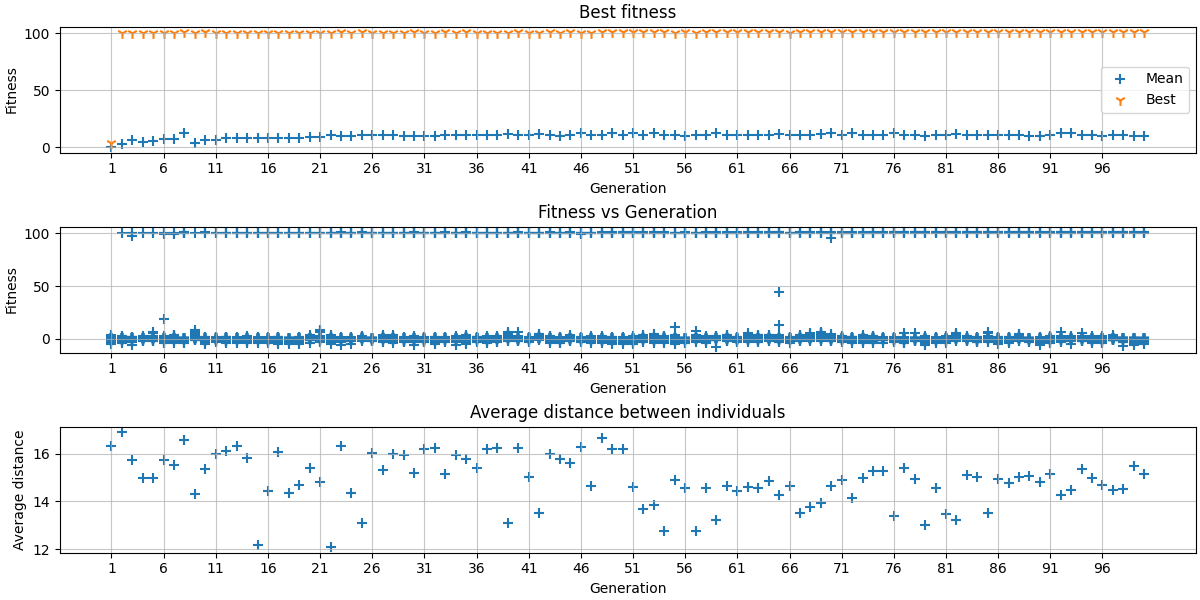 Best fitness
100
50
0
Fitness
Mean
Best
1 6 11 16 21 26 31 36 41 46 51 56 61 66 71 76 81 86 91 96
Generation
Fitness vs Generation
100
50
0
Fitness
1 6 11 16 21 26 31 36 41 46 51 56 61 66 71 76 81 86 91 96
Generation
Average distance between individuals
16
14
12
Average distance
1 6 11 16 21 26 31 36 41 46 51 56 61 66 71 76 81 86 91 96
Generation